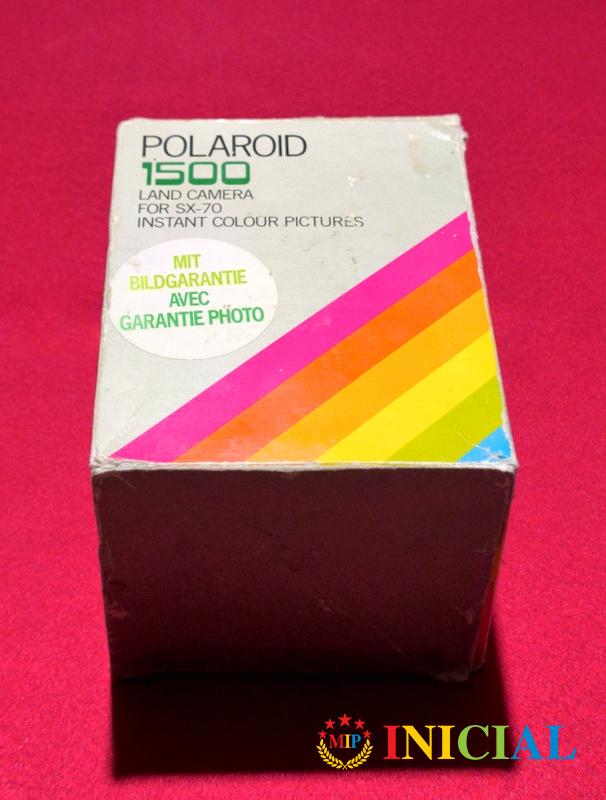 POLAROID
1500
LAND CAMERA
FOR SX-70
INSTANT COLOUR PICTURES
MIT
BILDGARANTIE
AVEC
GARANTIE PHOTO
MIP INICIAL